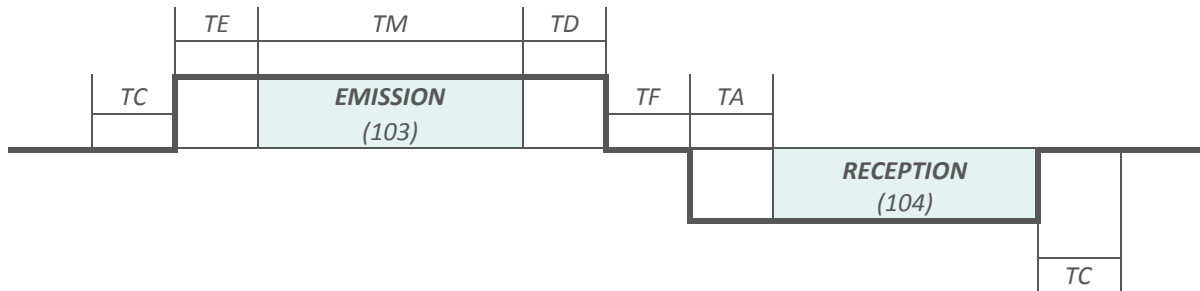 TE TM TD
TC EMISSION TF TA
(103)
RECEPTION
(104)
TC